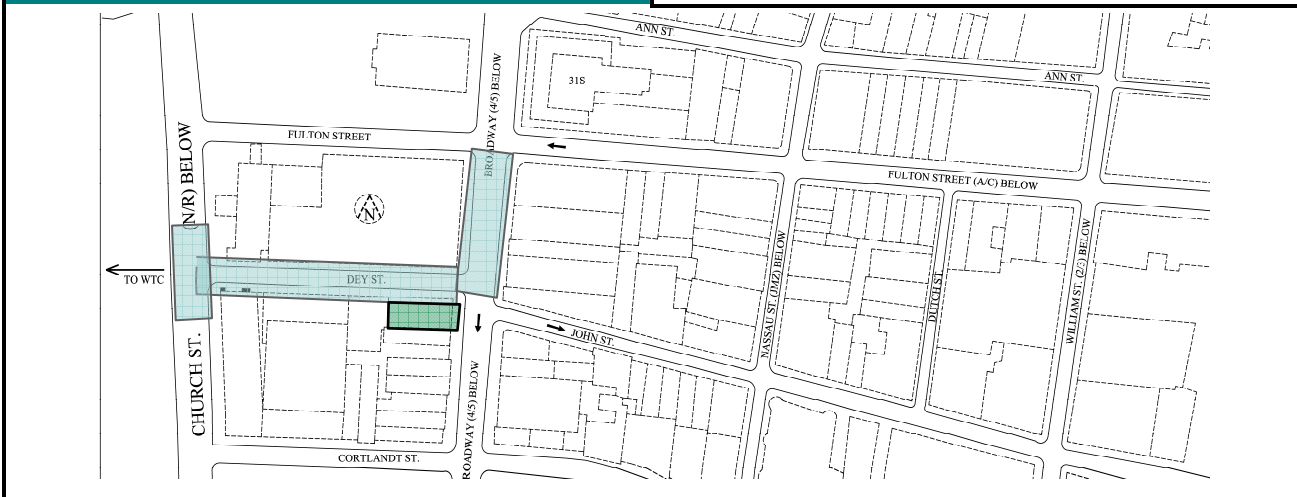 ANN ST.
ANN ST.
31S
BROADWAY (4/5) BELOW
FULTON STREET
FULTON STREET (A/C) BELOW
(N/R) BELOW
N
DEY ST.
TO WTC
CHURCH ST.
JOHN ST.
NASSAU ST. (JMZ) BELOW
DUTCH ST.
WILLIAM ST. (2/3) BELOW
ROADWAY (4/5) BELOW
CORTLANDT ST.